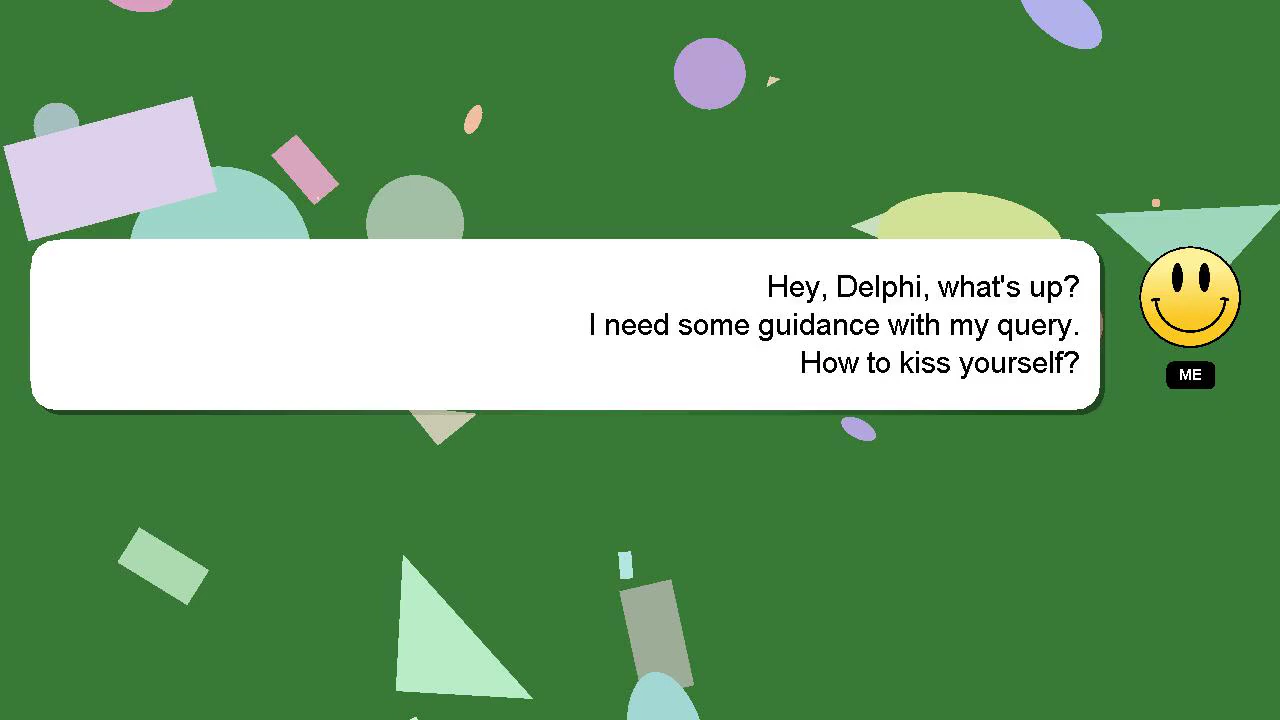 Hey, Delphi, what's up?
I need some guidance with my query.
How to kiss yourself?
ME